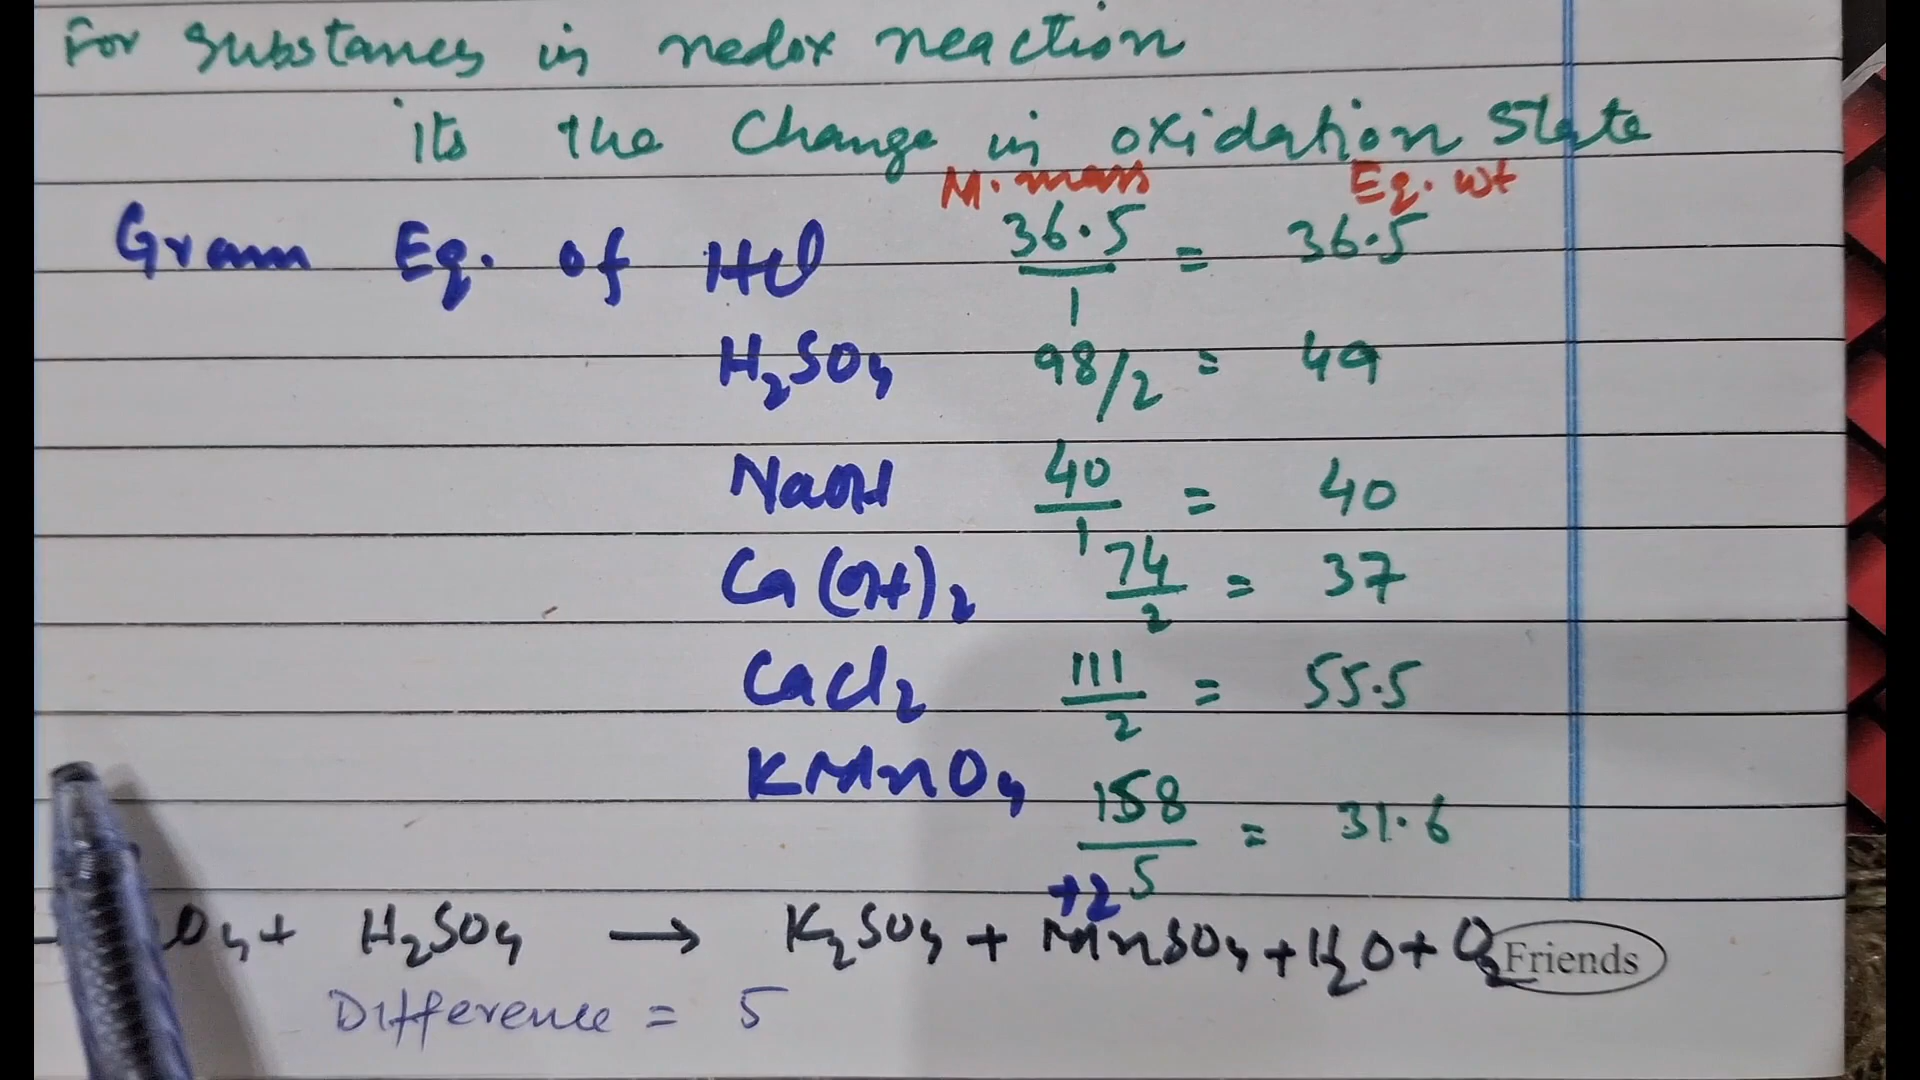 For substances in redox reaction
its the Change in oxidation State
M. mass Eq. wt
Gram Eq. of HCl 36.5/1 = 36.5
H₂SO₄ 98/2 = 49
NaOH 40/1 = 40
Ca(OH)₂ 74/2 = 37
CaCl₂ 111/2 = 55.5
KMnO₄ 158/5 = 31.6
+2
O₄ + H₂SO₄ → K₂SO₄ + MnSO₄ + H₂O + O₂
Friends
Difference = 5